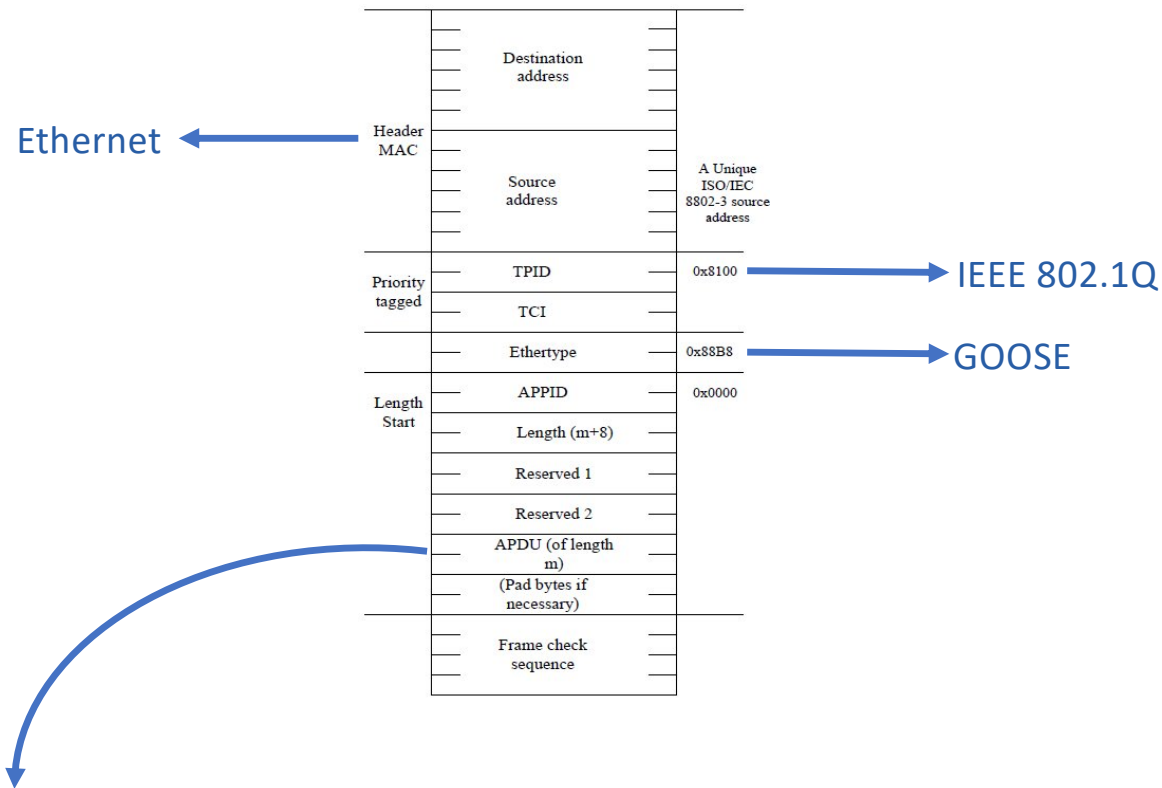 Destination
address
Ethernet
Header
MAC
Source
address
A Unique
ISO/IEC
8802-3 source
address
Priority
tagged
TPID
0x8100
IEEE 802.1Q
TCI
Ethertype
0x88B8
GOOSE
Length
Start
APPID
0x0000
Length (m+8)
Reserved 1
Reserved 2
APDU (of length
m)
(Pad bytes if
necessary)
Frame check
sequence